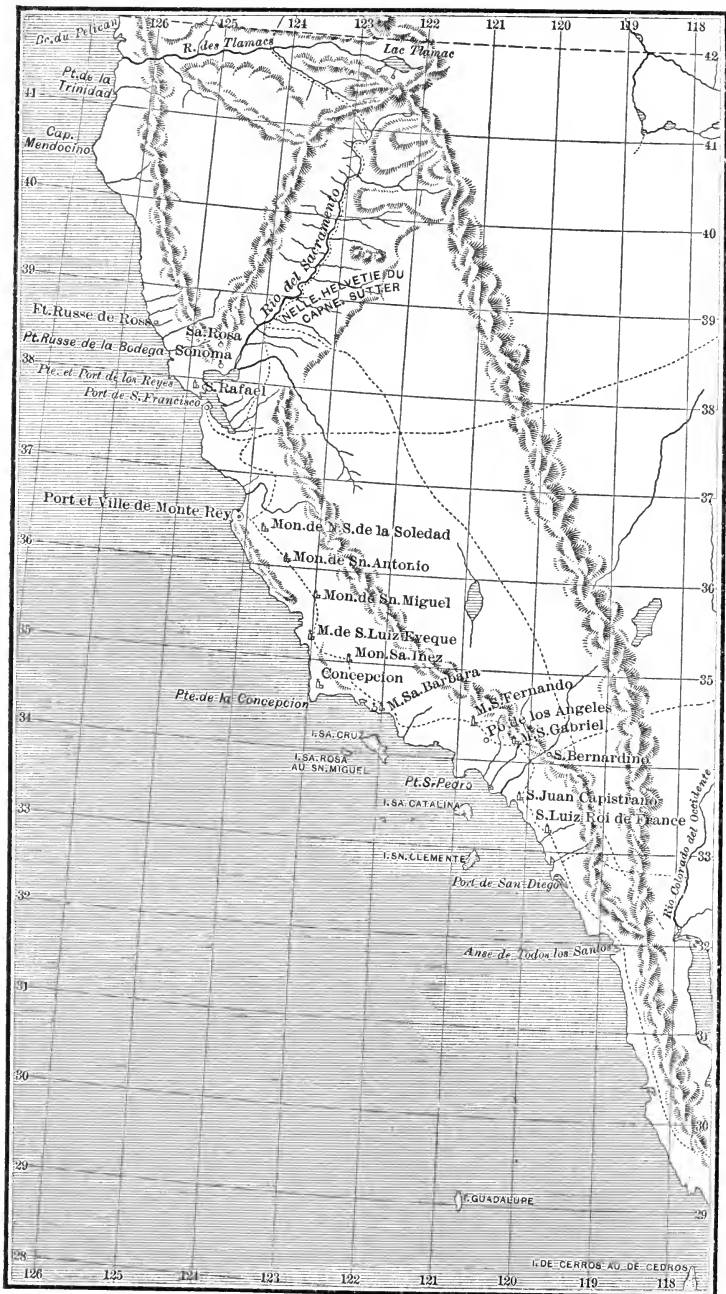 126 125 124 123 122 121 120 119 118
Bc. du Pelican
R. des Tlamacs
Lac Tlamac
42
Pt. de la
Trinidad
41
41
Cap.
Mendocino
40
40
Rio del Sacramento
39
39
NELLE. HELVETIE DU
CAPNE. SUTTER
Ft. Russe de Ross
Sa. Rosa
Pt. Russe de la Bodega
Sonoma
38
38
Pte. et Port de los Reyes
S. Rafael
Port de S. Francisco
37
37
Port et Ville de Monte Rey
Mon. de N.S. de la Soledad
36
Mon. de Sn. Antonio
36
Mon. de Sn. Miguel
35
M. de S. Luiz Eveque
Mon. Sa. Inez
35
Concepcion
M. Sa. Barbara
M. S. Fernando
Pte. de la Concepcion
34
Po. de los Angeles
M. S. Gabriel
I. SA. CRUZ
34
S. Bernardino
I. SA. ROSA
AU SN. MIGUEL
Pt. S. Pedro
33
I. SA. CATALINA
S. Juan Capistrano
S. Luiz Roi de France
Rio Colorado del Occidente
33
I. SN. CLEMENTE
32
Port de San Diego
32
Anse de Todos los Santos
31
31
30
30
29
I. GUADALUPE
29
28
I. DE CERROS AU DE CEDROS
126 125 124 123 122 121 120 119 118